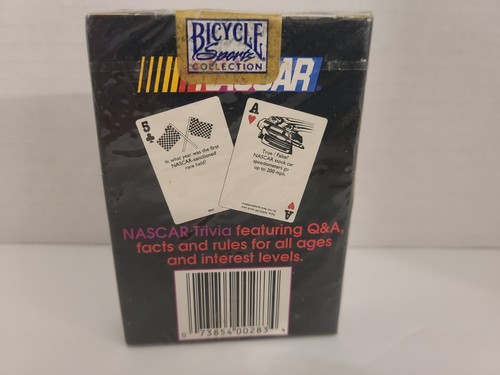 BICYCLE
Sports
COLLECTION
NASCAR
5
In what year was the first
NASCAR-sanctioned
race held?
A
True / False?
NASCAR stock car
speedometers go
up to 200 mph.
A
NASCAR Trivia featuring Q&A,
facts and rules for all ages
and interest levels.
0 73854 00283 4